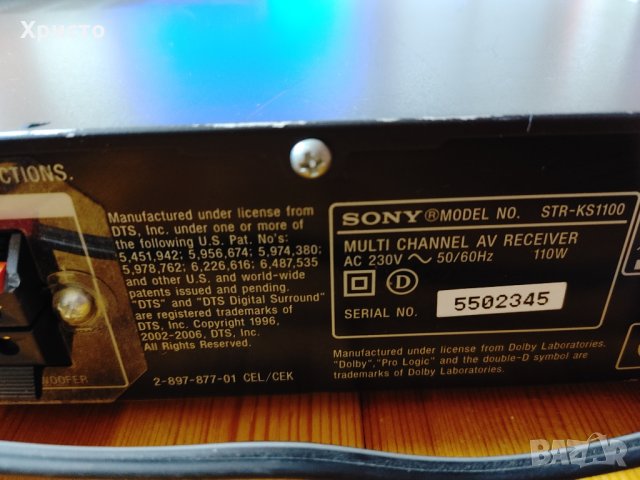 Христо
CTIONS.
Manufactured under license from
DTS, Inc. under one or more of
the following U.S. Pat. No's:
5,451,942; 5,956,674; 5,974,380;
5,978,762; 6,226,616; 6,487,535
and other U.S. and world-wide
patents issued and pending.
"DTS" and "DTS Digital Surround"
are registered trademarks of
DTS, Inc. Copyright 1996,
2002-2006, DTS, Inc.
All Rights Reserved.
WOOFER
2-897-877-01 CEL/CEK
SONY® MODEL NO. STR-KS1100
MULTI CHANNEL AV RECEIVER
AC 230V ~ 50/60Hz 110W
D
SERIAL NO. 5502345
Manufactured under license from Dolby Laboratories.
"Dolby","Pro Logic" and the double-D symbol are
trademarks of Dolby Laboratories.
BAZAR